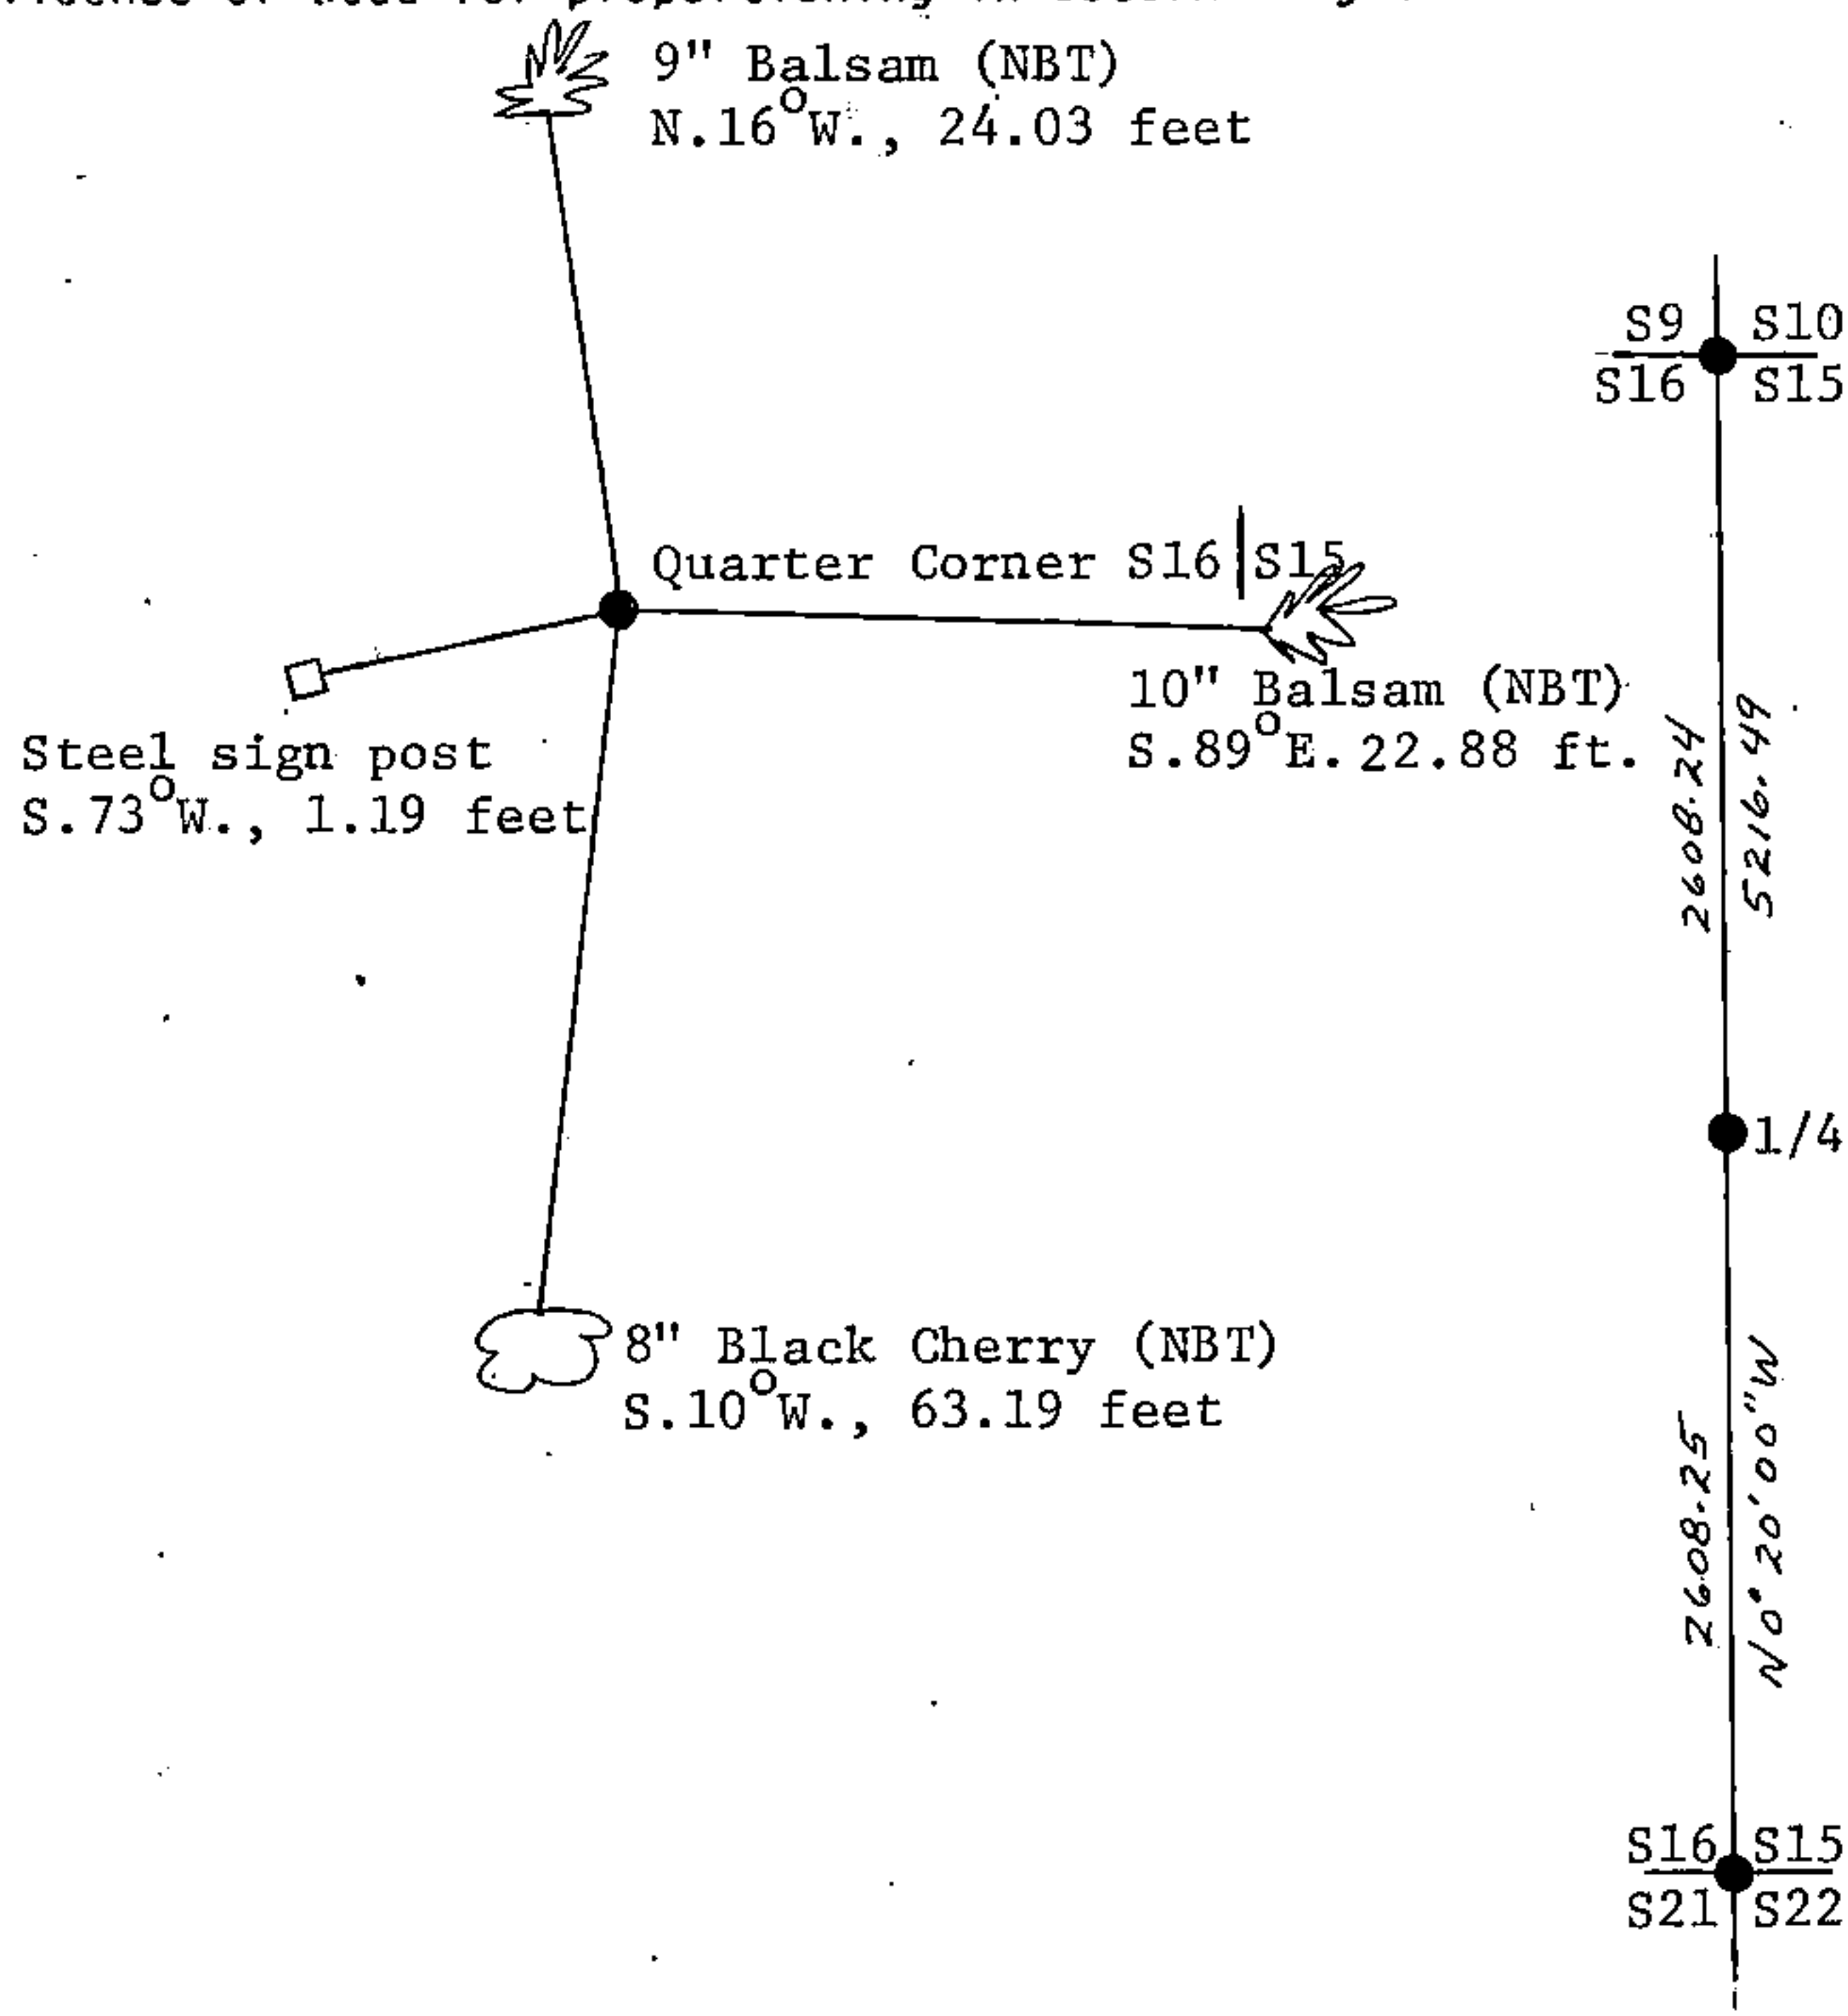 9" Balsam (NBT)
N.16°W., 24.03 feet
S9 S10
S16 S15
Quarter Corner S16|S15
10" Balsam (NBT)
S.89°E. 22.88 ft.
Steel sign post
S.73°W., 1.19 feet
2608.24
5216.49
1/4
8" Black Cherry (NBT)
S.10°W., 63.19 feet
2608.25
N0°20'00"W
S16 S15
S21 S22